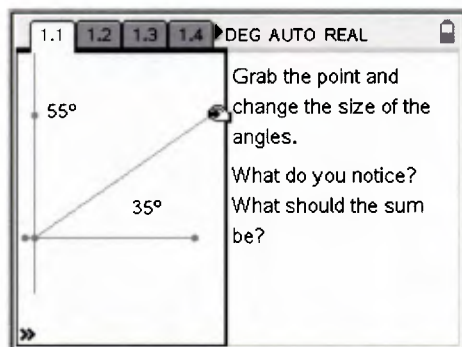 1.1 1.2 1.3 1.4 DEG AUTO REAL
55°
35°
Grab the point and
change the size of the
angles.
What do you notice?
What should the sum
be?